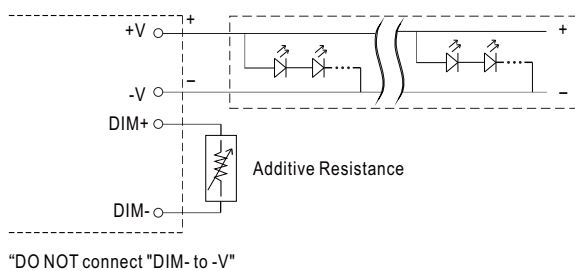 +V
+
-V
−
DIM+
Additive Resistance
DIM-
+
−
“DO NOT connect "DIM- to -V"